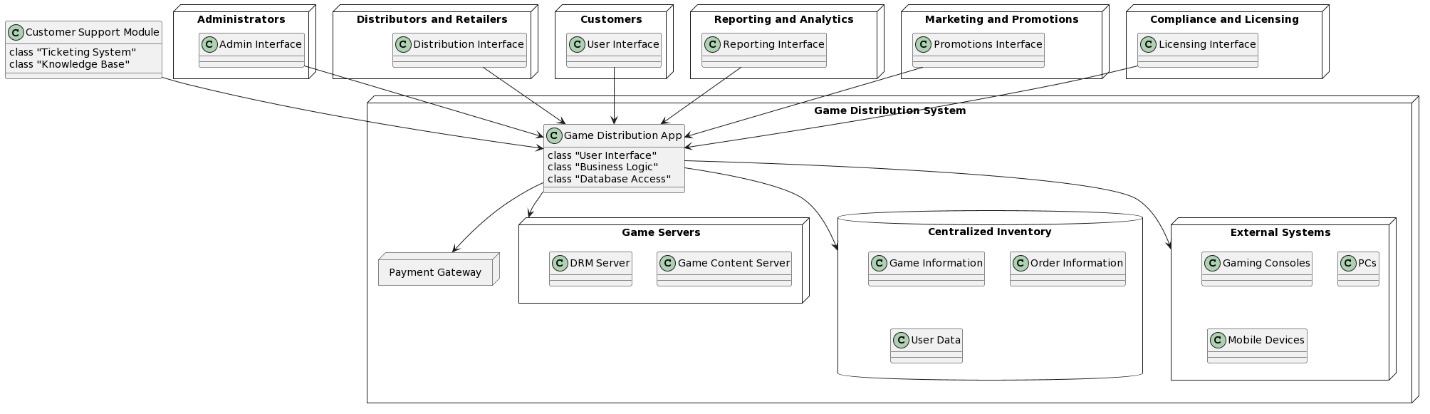 Administrators
Distributors and Retailers
Customers
Reporting and Analytics
Marketing and Promotions
Compliance and Licensing
C Customer Support Module
class "Ticketing System"
class "Knowledge Base"
C Admin Interface
C Distribution Interface
C User Interface
C Reporting Interface
C Promotions Interface
C Licensing Interface
Game Distribution System
C Game Distribution App
class "User Interface"
class "Business Logic"
class "Database Access"
Payment Gateway
Game Servers
C DRM Server
C Game Content Server
Centralized Inventory
C Game Information
C Order Information
C User Data
External Systems
C Gaming Consoles
C PCs
C Mobile Devices